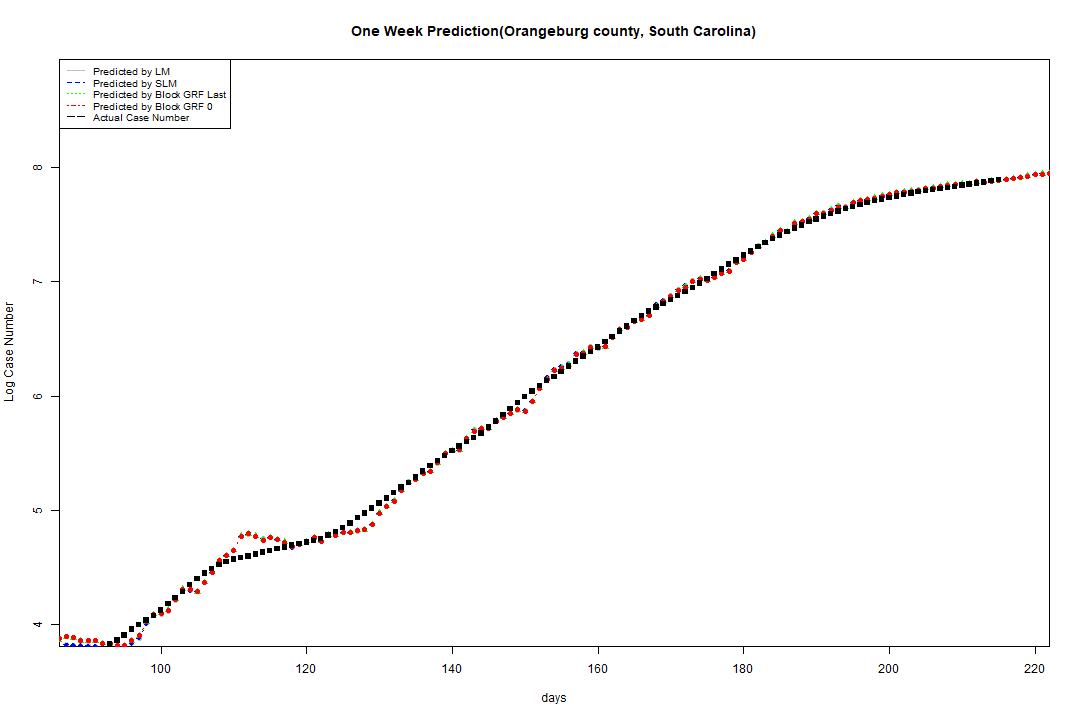 One Week Prediction(Orangeburg county, South Carolina)
Predicted by LM
Predicted by SLM
Predicted by Block GRF Last
Predicted by Block GRF 0
Actual Case Number
8
7
6
5
4
Log Case Number
100 120 140 160 180 200 220
days